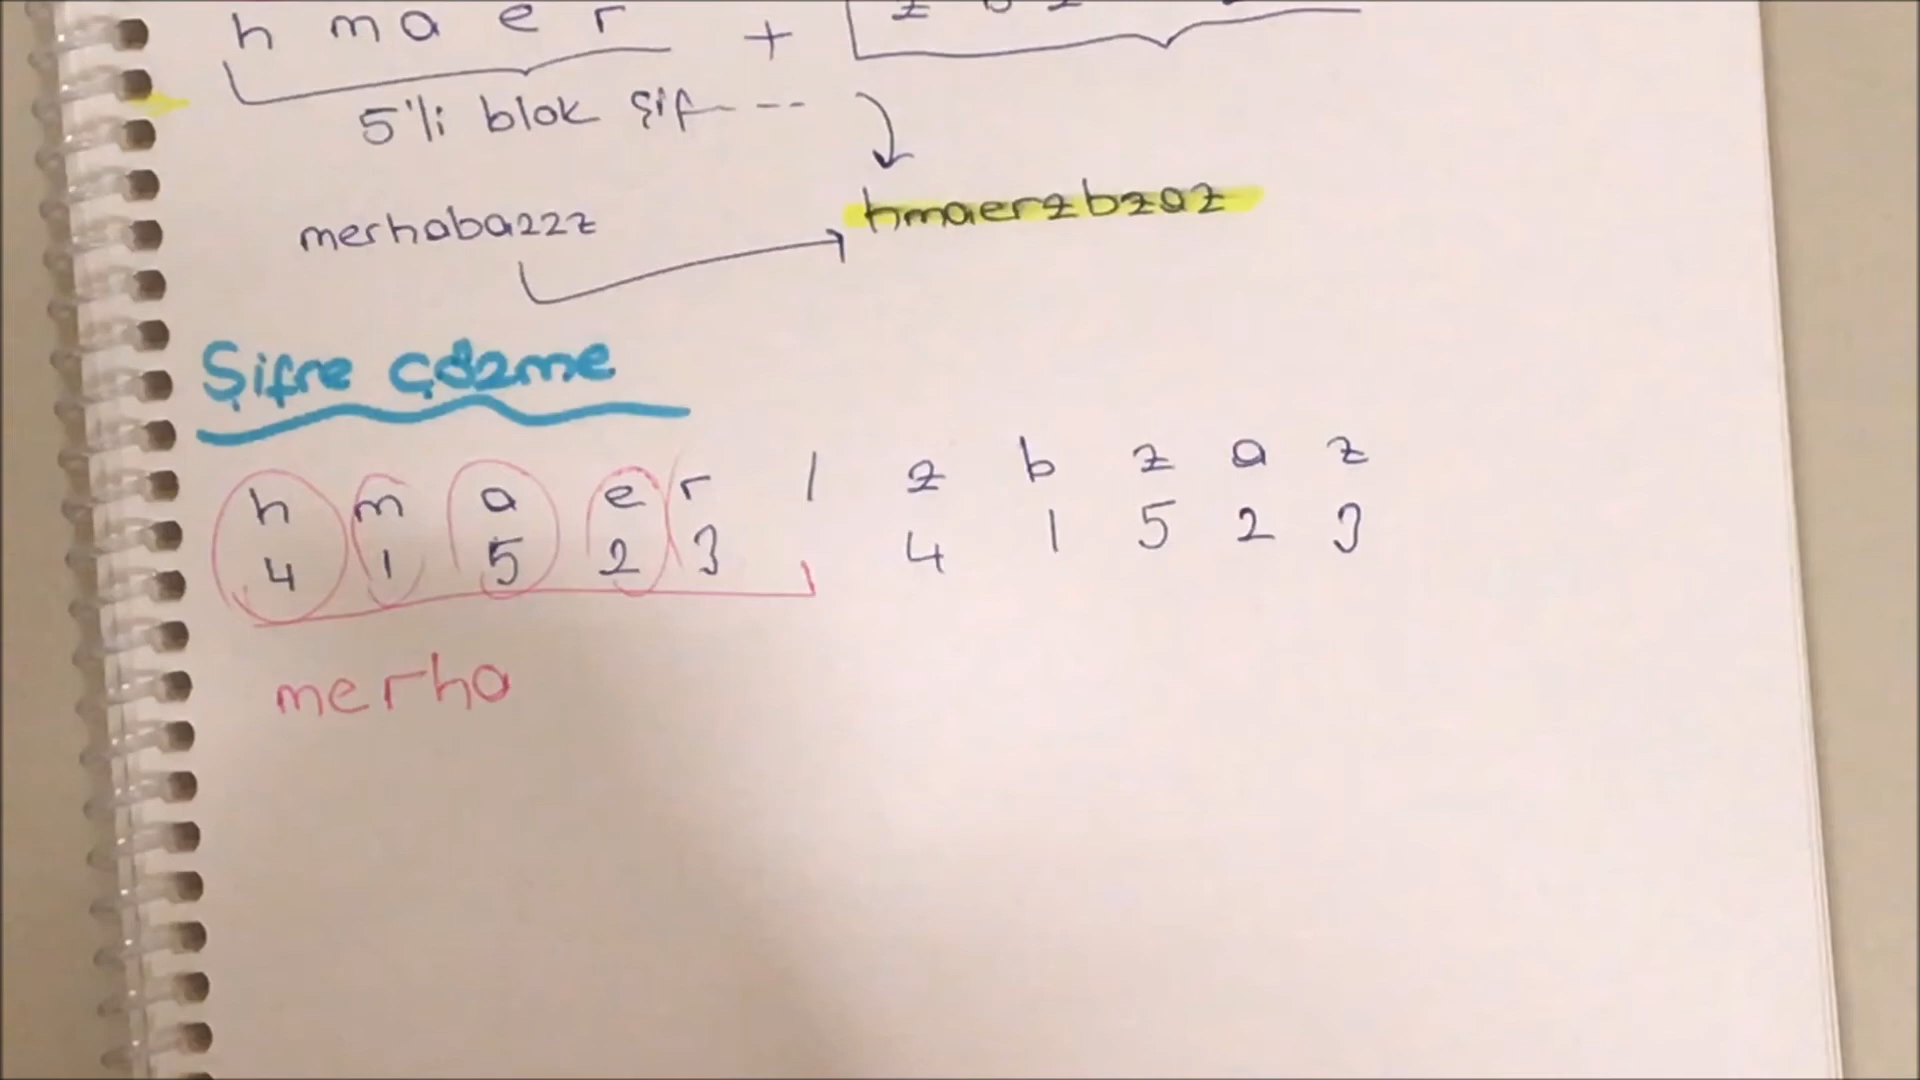 h m a e r +
5'li blok şif---
merhabazzz hmaerzbzaz
Şifre çözme
h m a e r / z b z a z
4 1 5 2 3 4 1 5 2 3
merha